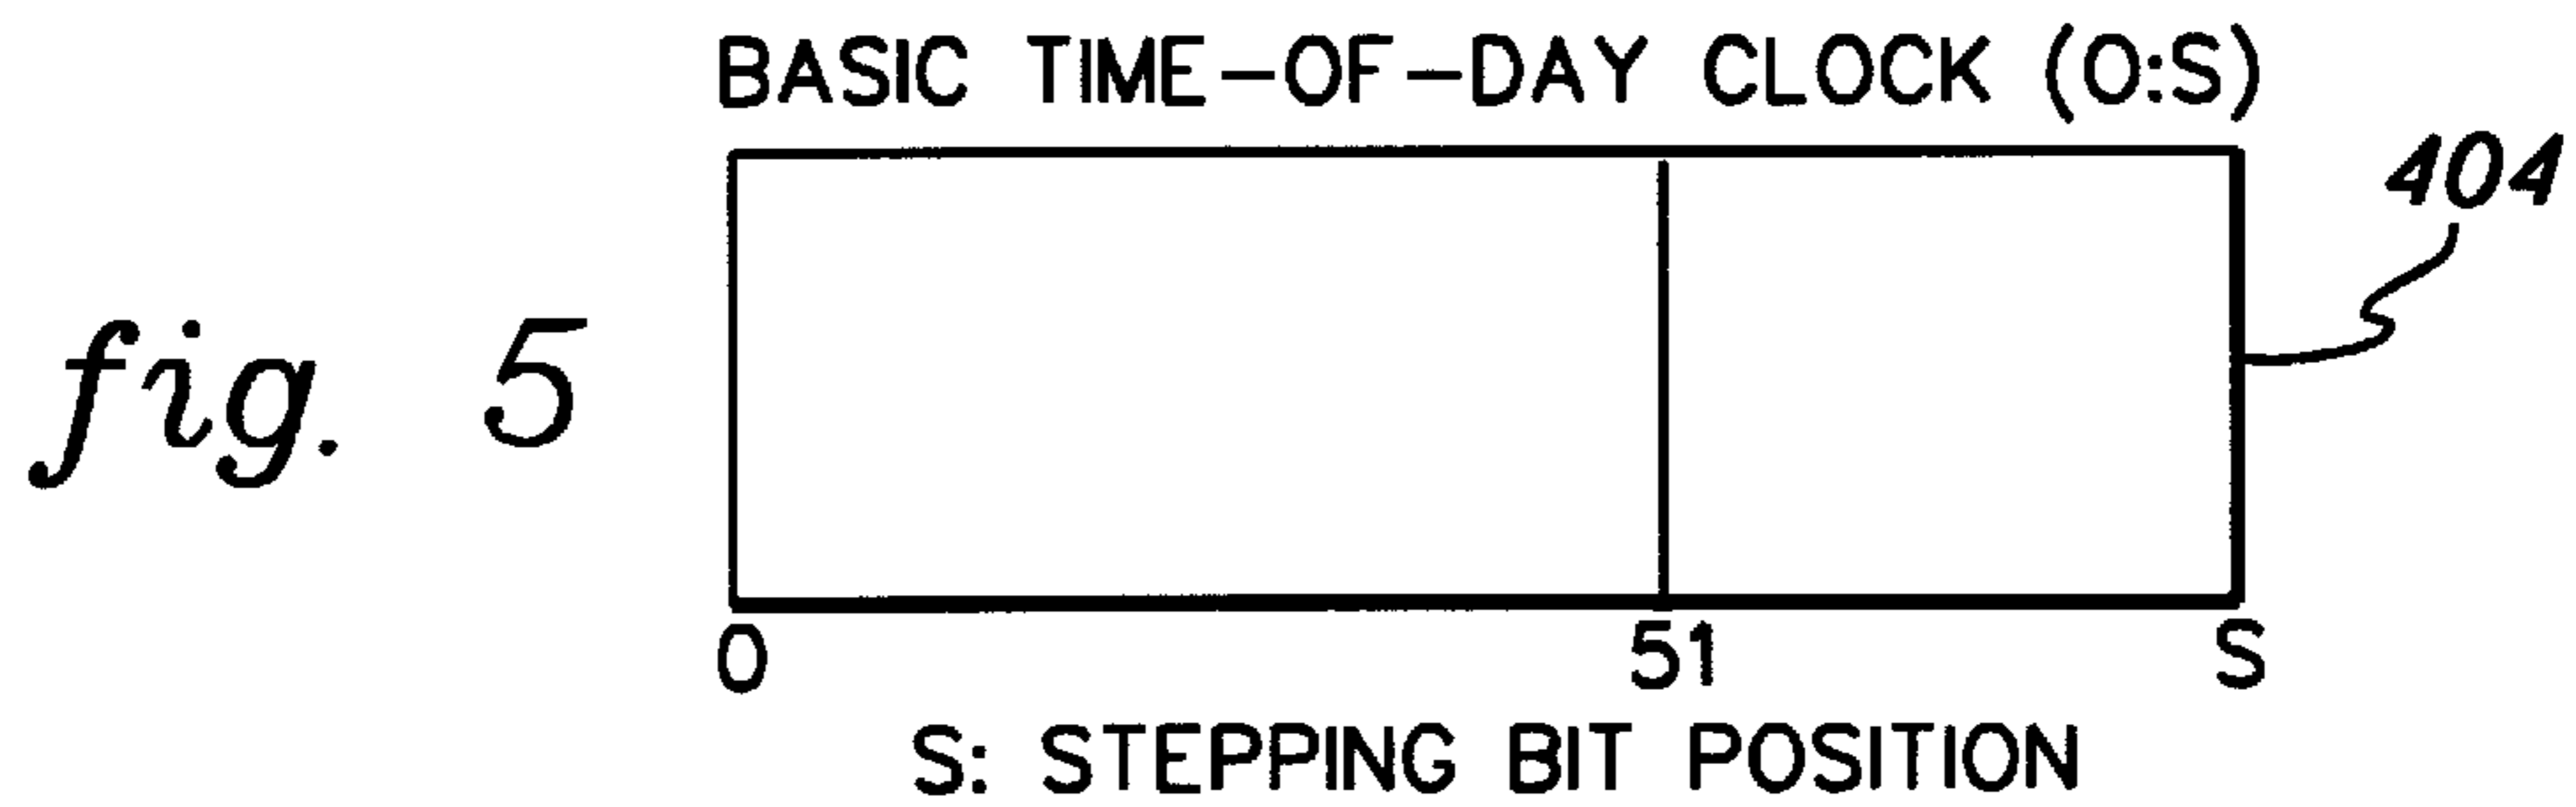 BASIC TIME-OF-DAY CLOCK (0:S)
404
fig. 5
0 51 S
S: STEPPING BIT POSITION